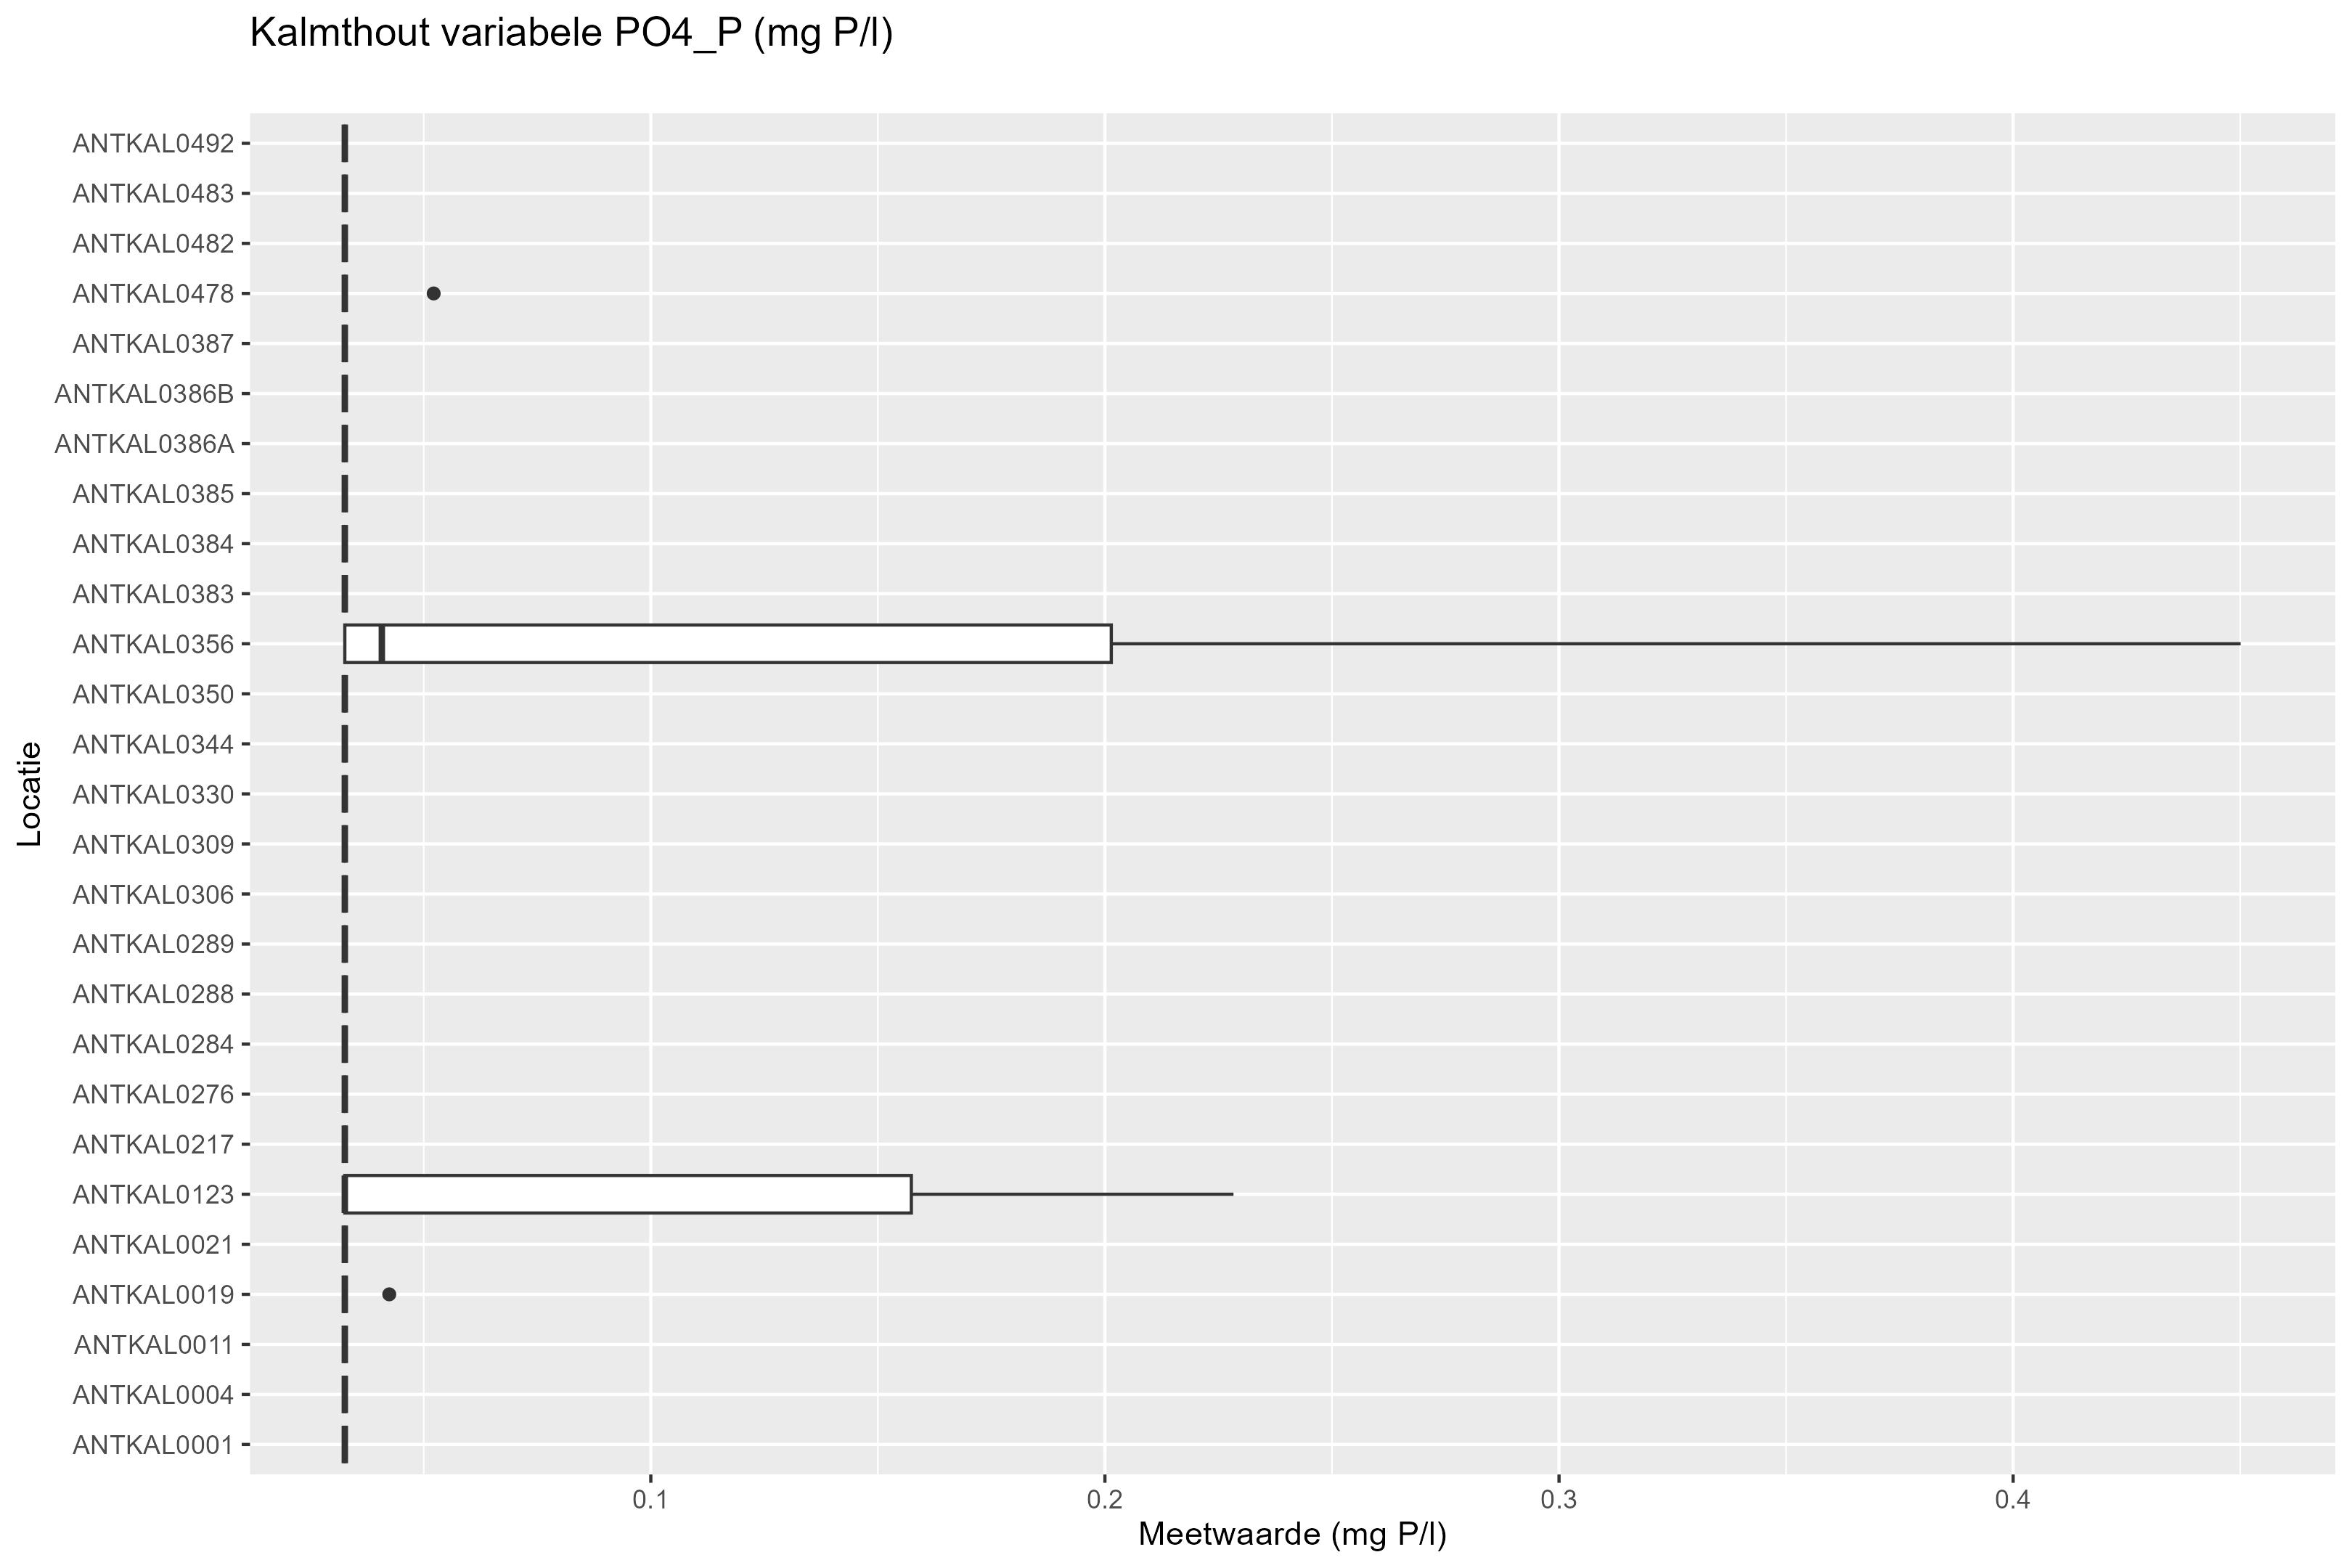 Kalmthout variabele PO4_P (mg P/l)
ANTKAL0492
ANTKAL0483
ANTKAL0482
ANTKAL0478
ANTKAL0387
ANTKAL0386B
ANTKAL0386A
ANTKAL0385
ANTKAL0384
ANTKAL0383
ANTKAL0356
ANTKAL0350
ANTKAL0344
ANTKAL0330
ANTKAL0309
ANTKAL0306
ANTKAL0289
ANTKAL0288
ANTKAL0284
ANTKAL0276
ANTKAL0217
ANTKAL0123
ANTKAL0021
ANTKAL0019
ANTKAL0011
ANTKAL0004
ANTKAL0001
Locatie
0.1 0.2 0.3 0.4
Meetwaarde (mg P/l)